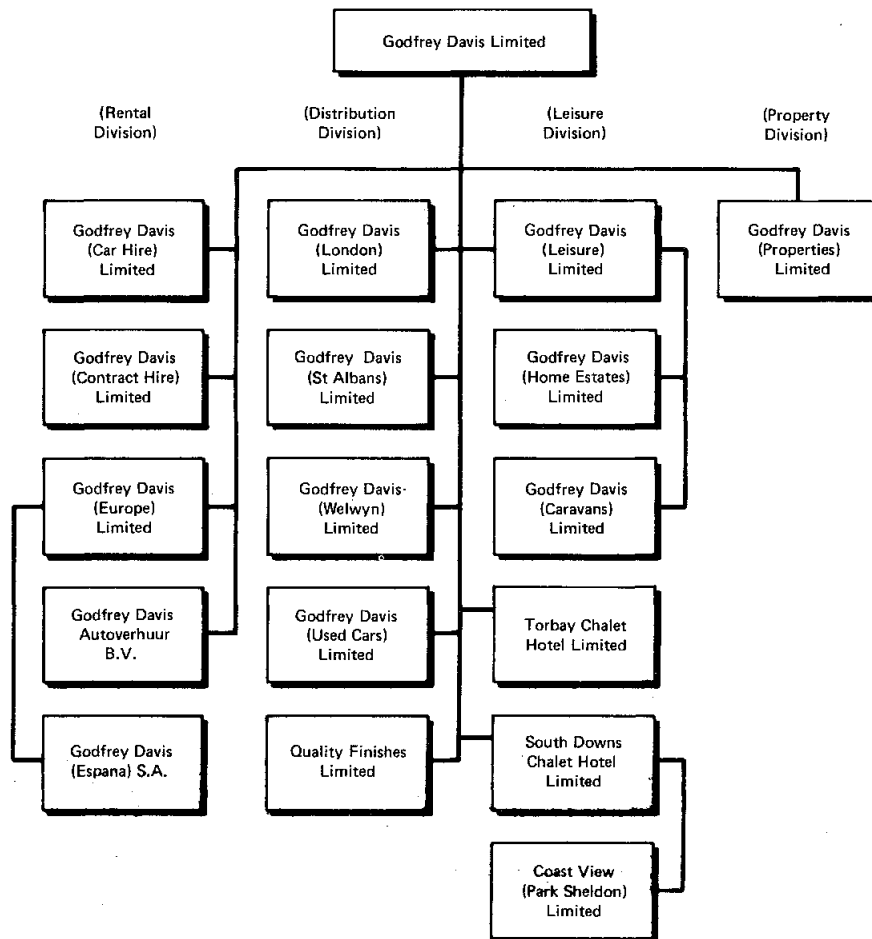 Godfrey Davis Limited
(Rental
Division)
(Distribution
Division)
(Leisure
Division)
(Property
Division)
Godfrey Davis
(Car Hire)
Limited
Godfrey Davis
(London)
Limited
Godfrey Davis
(Leisure)
Limited
Godfrey Davis
(Properties)
Limited
Godfrey Davis
(Contract Hire)
Limited
Godfrey Davis
(St Albans)
Limited
Godfrey Davis
(Home Estates)
Limited
Godfrey Davis
(Europe)
Limited
Godfrey Davis
(Welwyn)
Limited
Godfrey Davis
(Caravans)
Limited
Godfrey Davis
Autoverhuur
B.V.
Godfrey Davis
(Used Cars)
Limited
Torbay Chalet
Hotel Limited
Godfrey Davis
(Espana) S.A.
Quality Finishes
Limited
South Downs
Chalet Hotel
Limited
Coast View
(Park Sheldon)
Limited